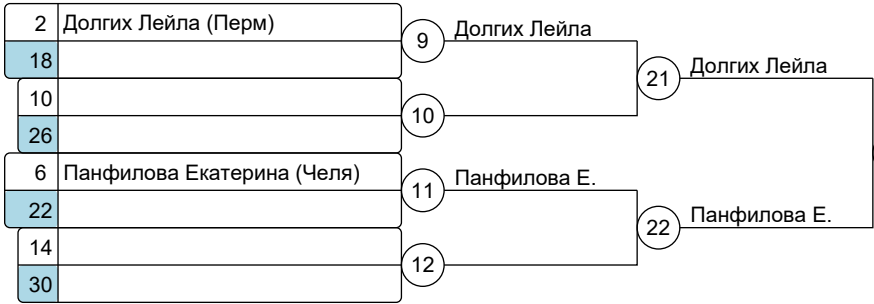 2 Долгих Лейла (Перм)
18
10
26
6 Панфилова Екатерина (Челя)
22
14
30
9 Долгих Лейла
10
11 Панфилова Е.
12
21 Долгих Лейла
22 Панфилова Е.